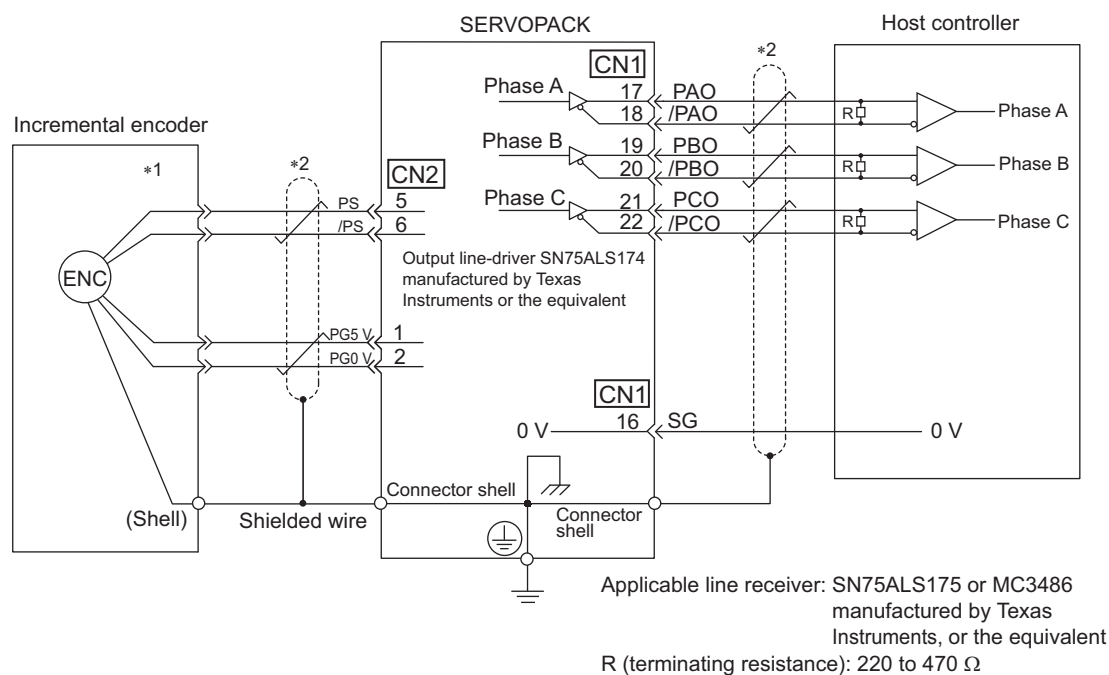 SERVOPACK
Host controller
Incremental encoder
*1
*2
CN2
PS
5
/PS
6
ENC
PG5 V
1
PG0 V
2
(Shell)
Shielded wire
CN1
Phase A
17
PAO
18
/PAO
Phase B
19
PBO
20
/PBO
Phase C
21
PCO
22
/PCO
Output line-driver SN75ALS174
manufactured by Texas
Instruments or the equivalent
*2
R
Phase A
R
Phase B
R
Phase C
CN1
0 V
16
SG
0 V
Connector shell
Connector
shell
Applicable line receiver: SN75ALS175 or MC3486
manufactured by Texas
Instruments, or the equivalent
R (terminating resistance): 220 to 470 Ω